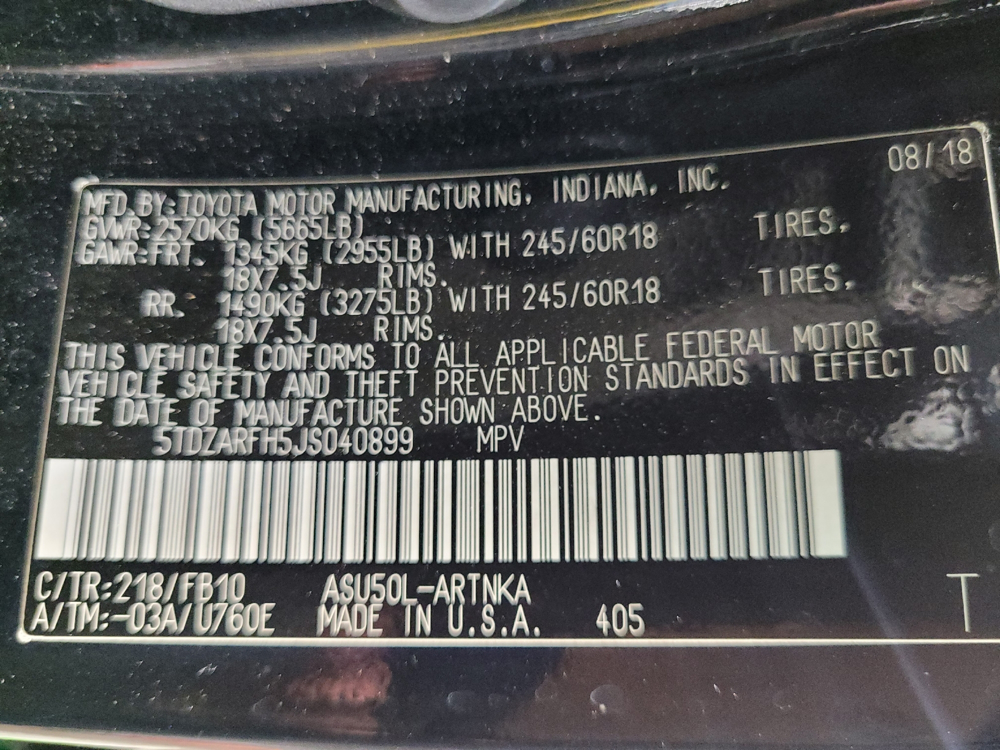 08/18
MFD BY:TOYOTA MOTOR MANUFACTURING, INDIANA, INC.
GVWR:2570KG (5665LB)
GAWR:FRT. 1345KG (2955LB) WITH 245/60R18 TIRES,
18X7.5J RIMS.
RR. 1490KG (3275LB) WITH 245/60R18 TIRES,
18X7.5J RIMS.
THIS VEHICLE CONFORMS TO ALL APPLICABLE FEDERAL MOTOR
VEHICLE SAFETY AND THEFT PREVENTION STANDARDS IN EFFECT ON
THE DATE OF MANUFACTURE SHOWN ABOVE.
5TDZARFH5JS040899 MPV
C/TR:218/FB10 ASU50L-ARTNKA
A/TM:-03A/U760E MADE IN U.S.A. 405 T